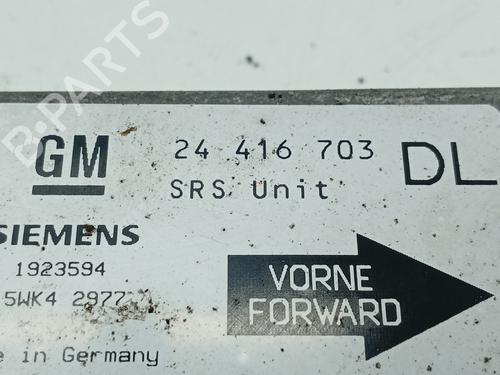 B-PARTS
GM
24 416 703
DL
SRS Unit
SIEMENS
1923594
5WK4 2977
VORNE
FORWARD
in Germany